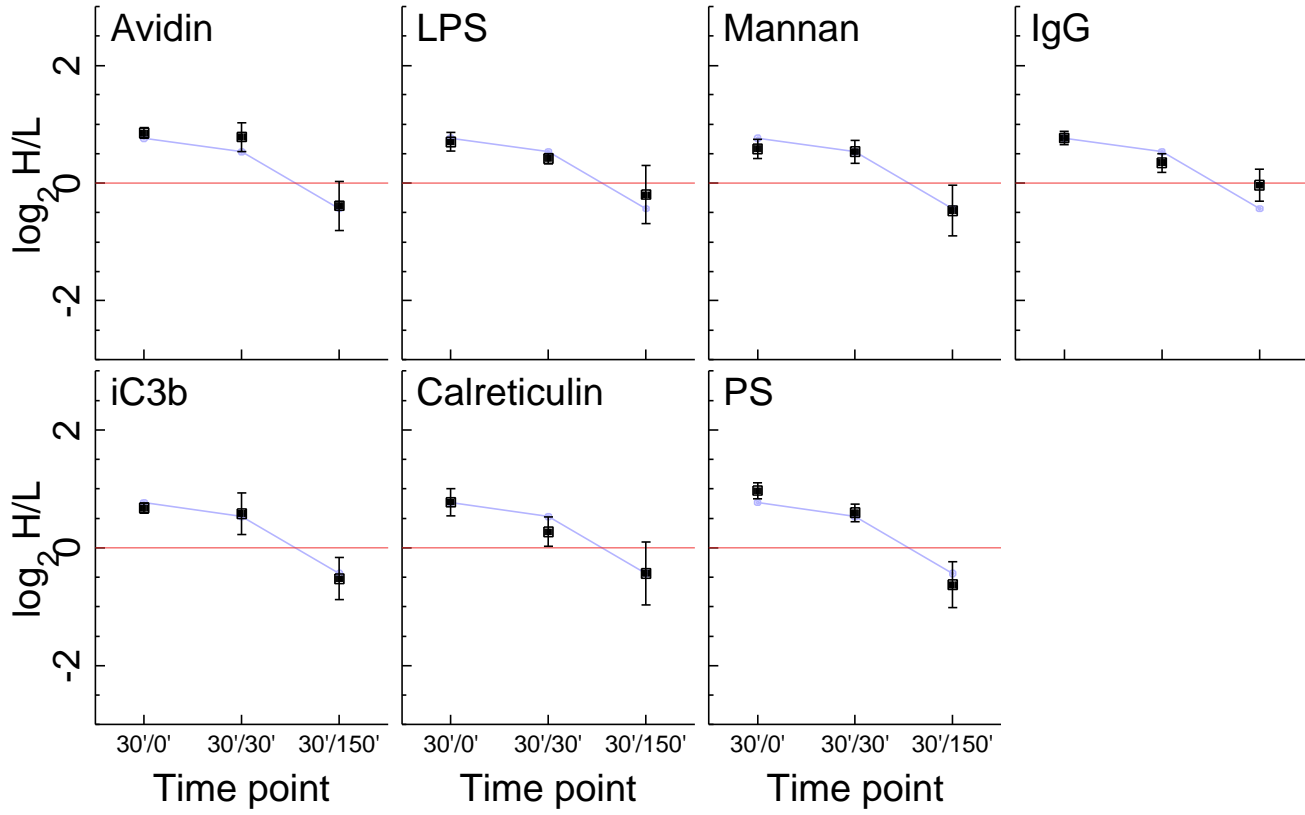 Avidin LPS Mannan IgG
2
0
-2
log2 H/L
iC3b Calreticulin PS
2
0
-2
log2 H/L
30'/0' 30'/30' 30'/150' 30'/0' 30'/30' 30'/150' 30'/0' 30'/30' 30'/150'
Time point Time point Time point